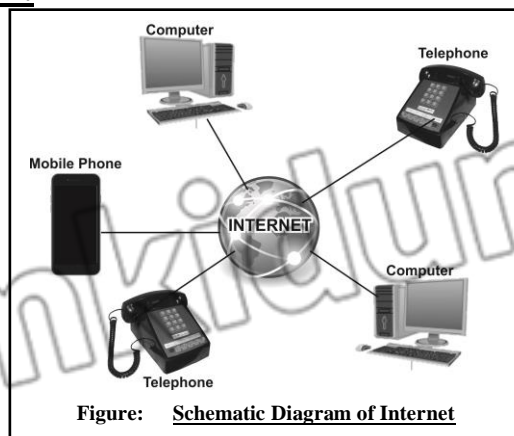 Computer
Telephone
Mobile Phone
INTERNET
Computer
Telephone
Figure: Schematic Diagram of Internet